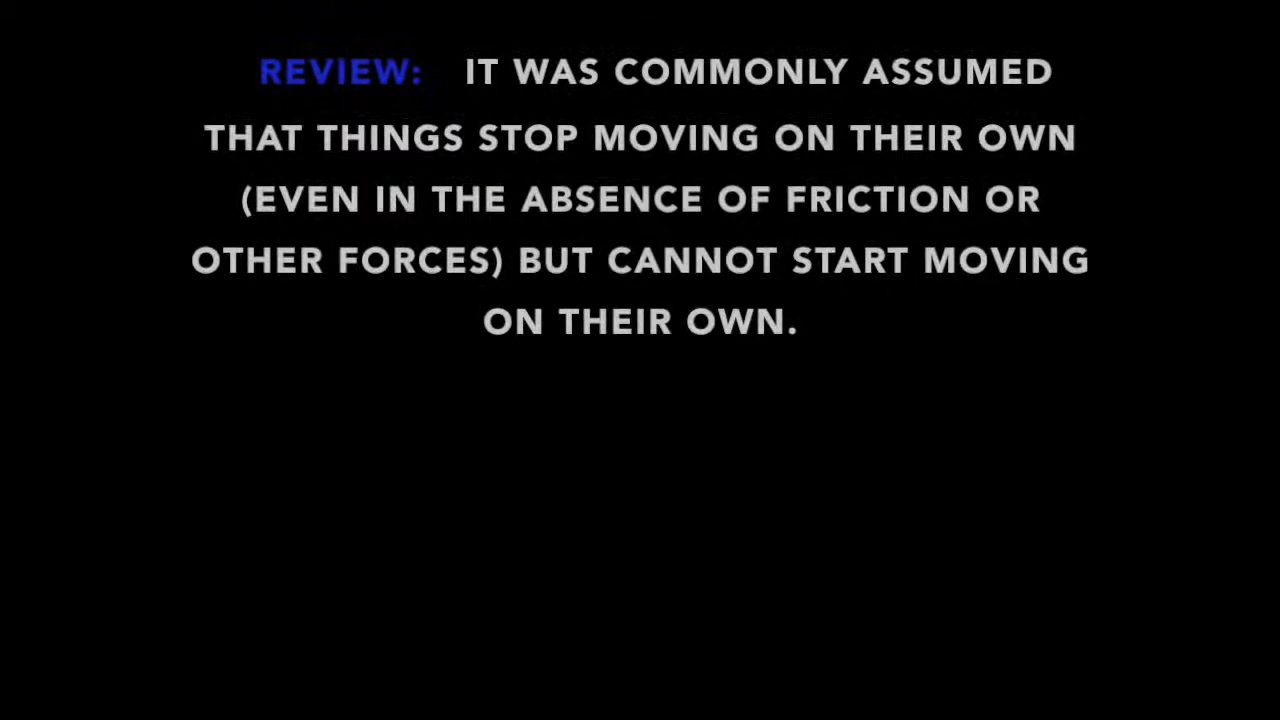 REVIEW: IT WAS COMMONLY ASSUMED
THAT THINGS STOP MOVING ON THEIR OWN
(EVEN IN THE ABSENCE OF FRICTION OR
OTHER FORCES) BUT CANNOT START MOVING
ON THEIR OWN.